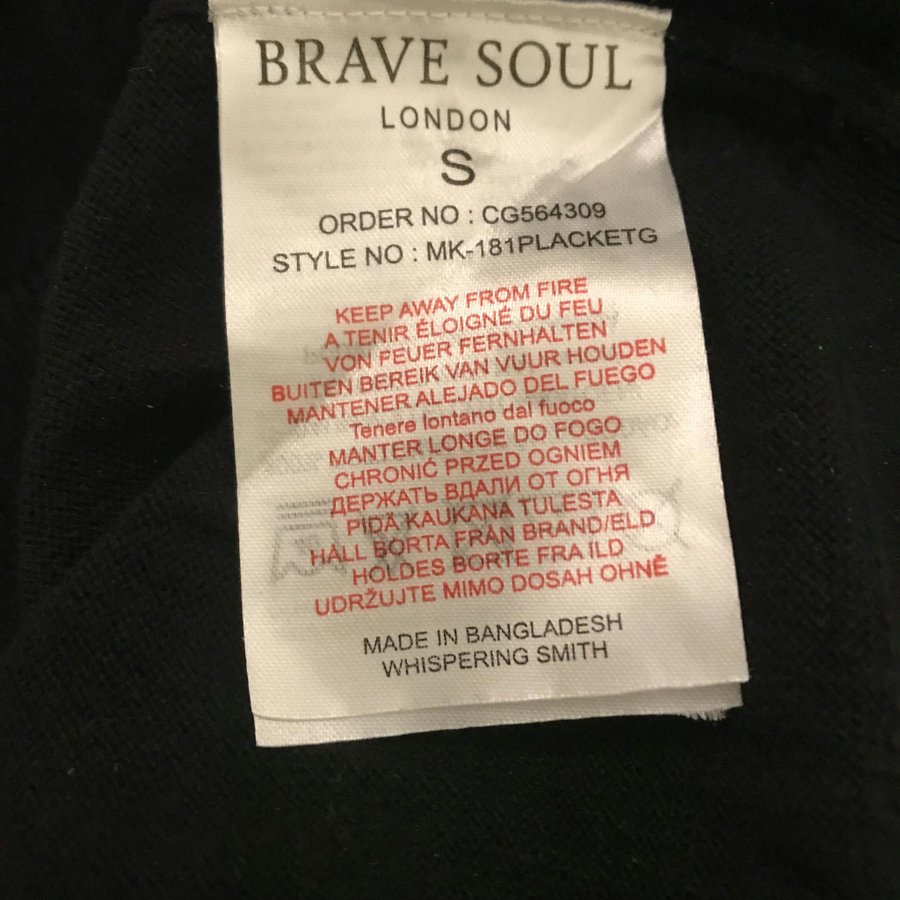 BRAVE SOUL
LONDON
S
ORDER NO : CG564309
STYLE NO : MK-181PLACKETG
KEEP AWAY FROM FIRE
A TENIR ÉLOIGNÉ DU FEU
VON FEUER FERNHALTEN
BUITEN BEREIK VAN VUUR HOUDEN
MANTENER ALEJADO DEL FUEGO
Tenere lontano dal fuoco
MANTER LONGE DO FOGO
CHRONIĆ PRZED OGNIEM
ДЕРЖАТЬ ВДАЛИ ОТ ОГНЯ
PIDÄ KAUKANA TULESTA
HÅLL BORTA FRÅN BRAND/ELD
HOLDES BORTE FRA ILD
UDRŽUJTE MIMO DOSAH OHNĚ
MADE IN BANGLADESH
WHISPERING SMITH